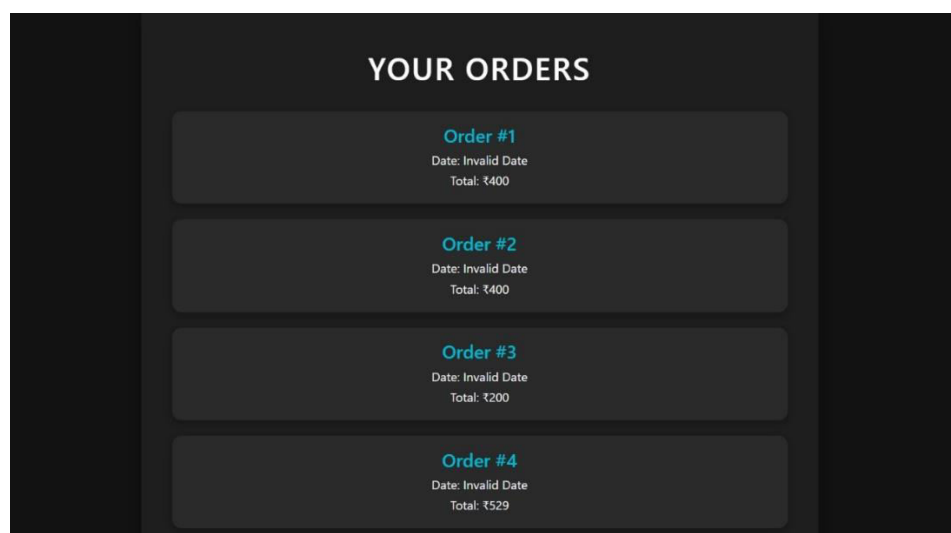 YOUR ORDERS
Order #1
Date: Invalid Date
Total: ₹400
Order #2
Date: Invalid Date
Total: ₹400
Order #3
Date: Invalid Date
Total: ₹200
Order #4
Date: Invalid Date
Total: ₹529